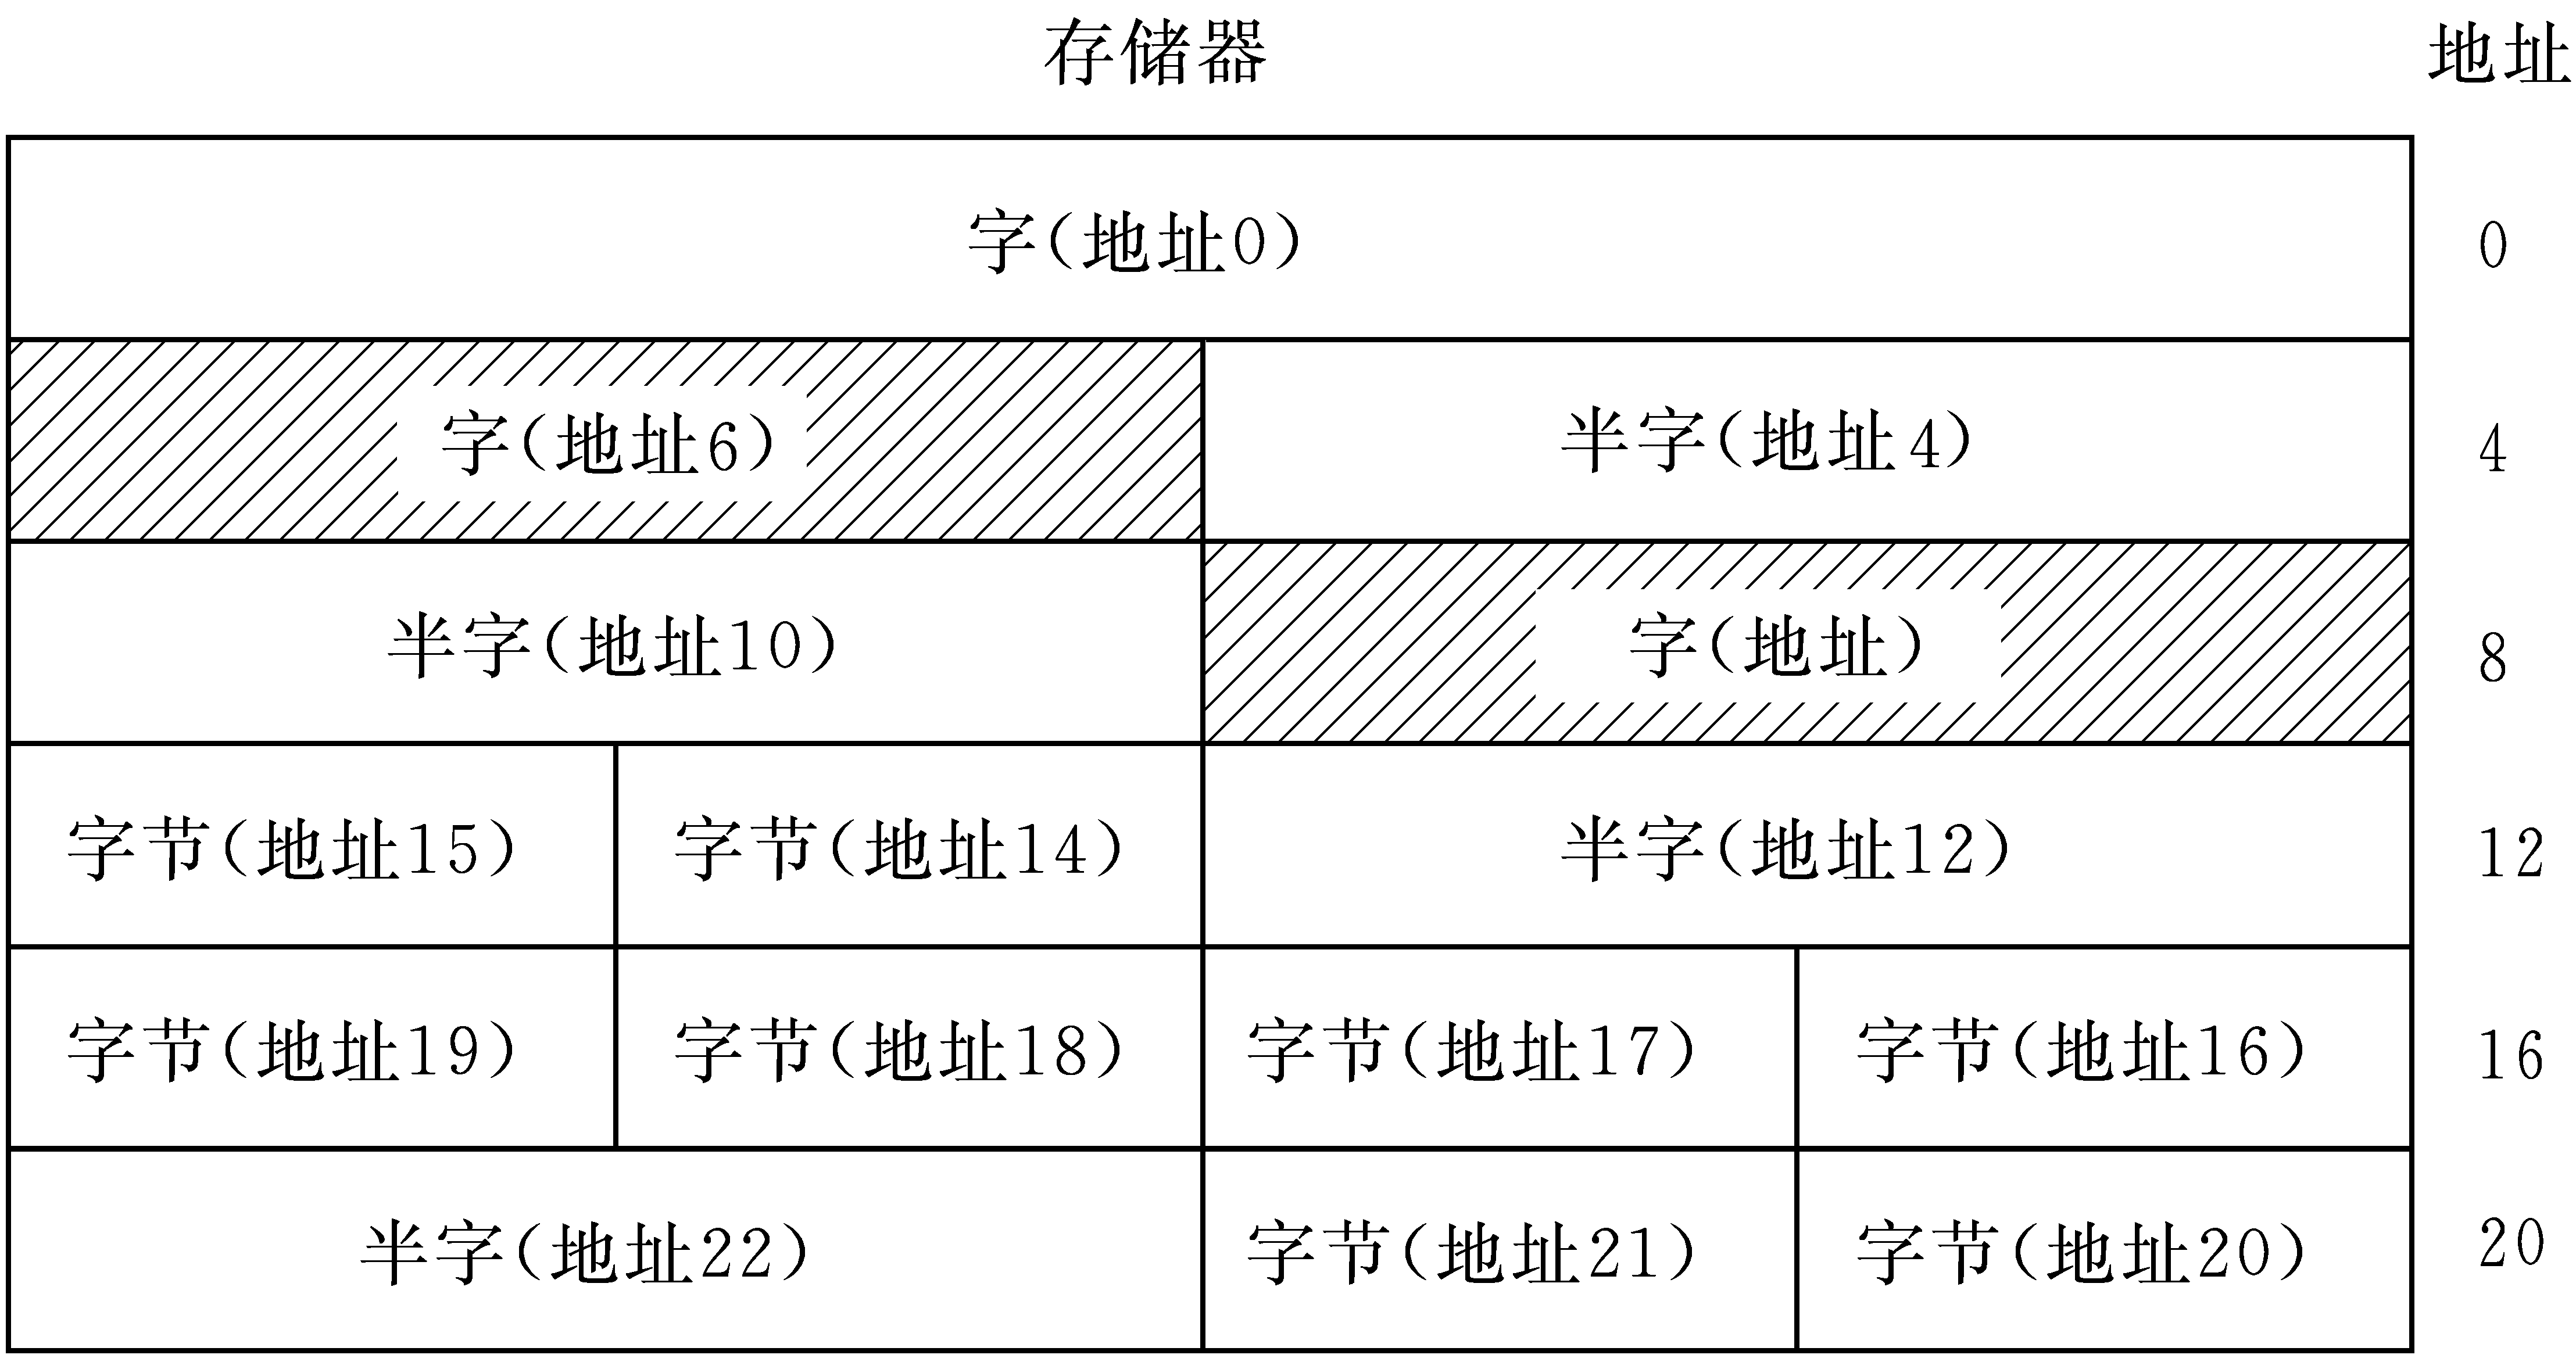 存储器 地址
字(地址0) 0
字(地址6) 半字(地址4) 4
半字(地址10) 字(地址) 8
字节(地址15) 字节(地址14) 半字(地址12) 12
字节(地址19) 字节(地址18) 字节(地址17) 字节(地址16) 16
半字(地址22) 字节(地址21) 字节(地址20) 20